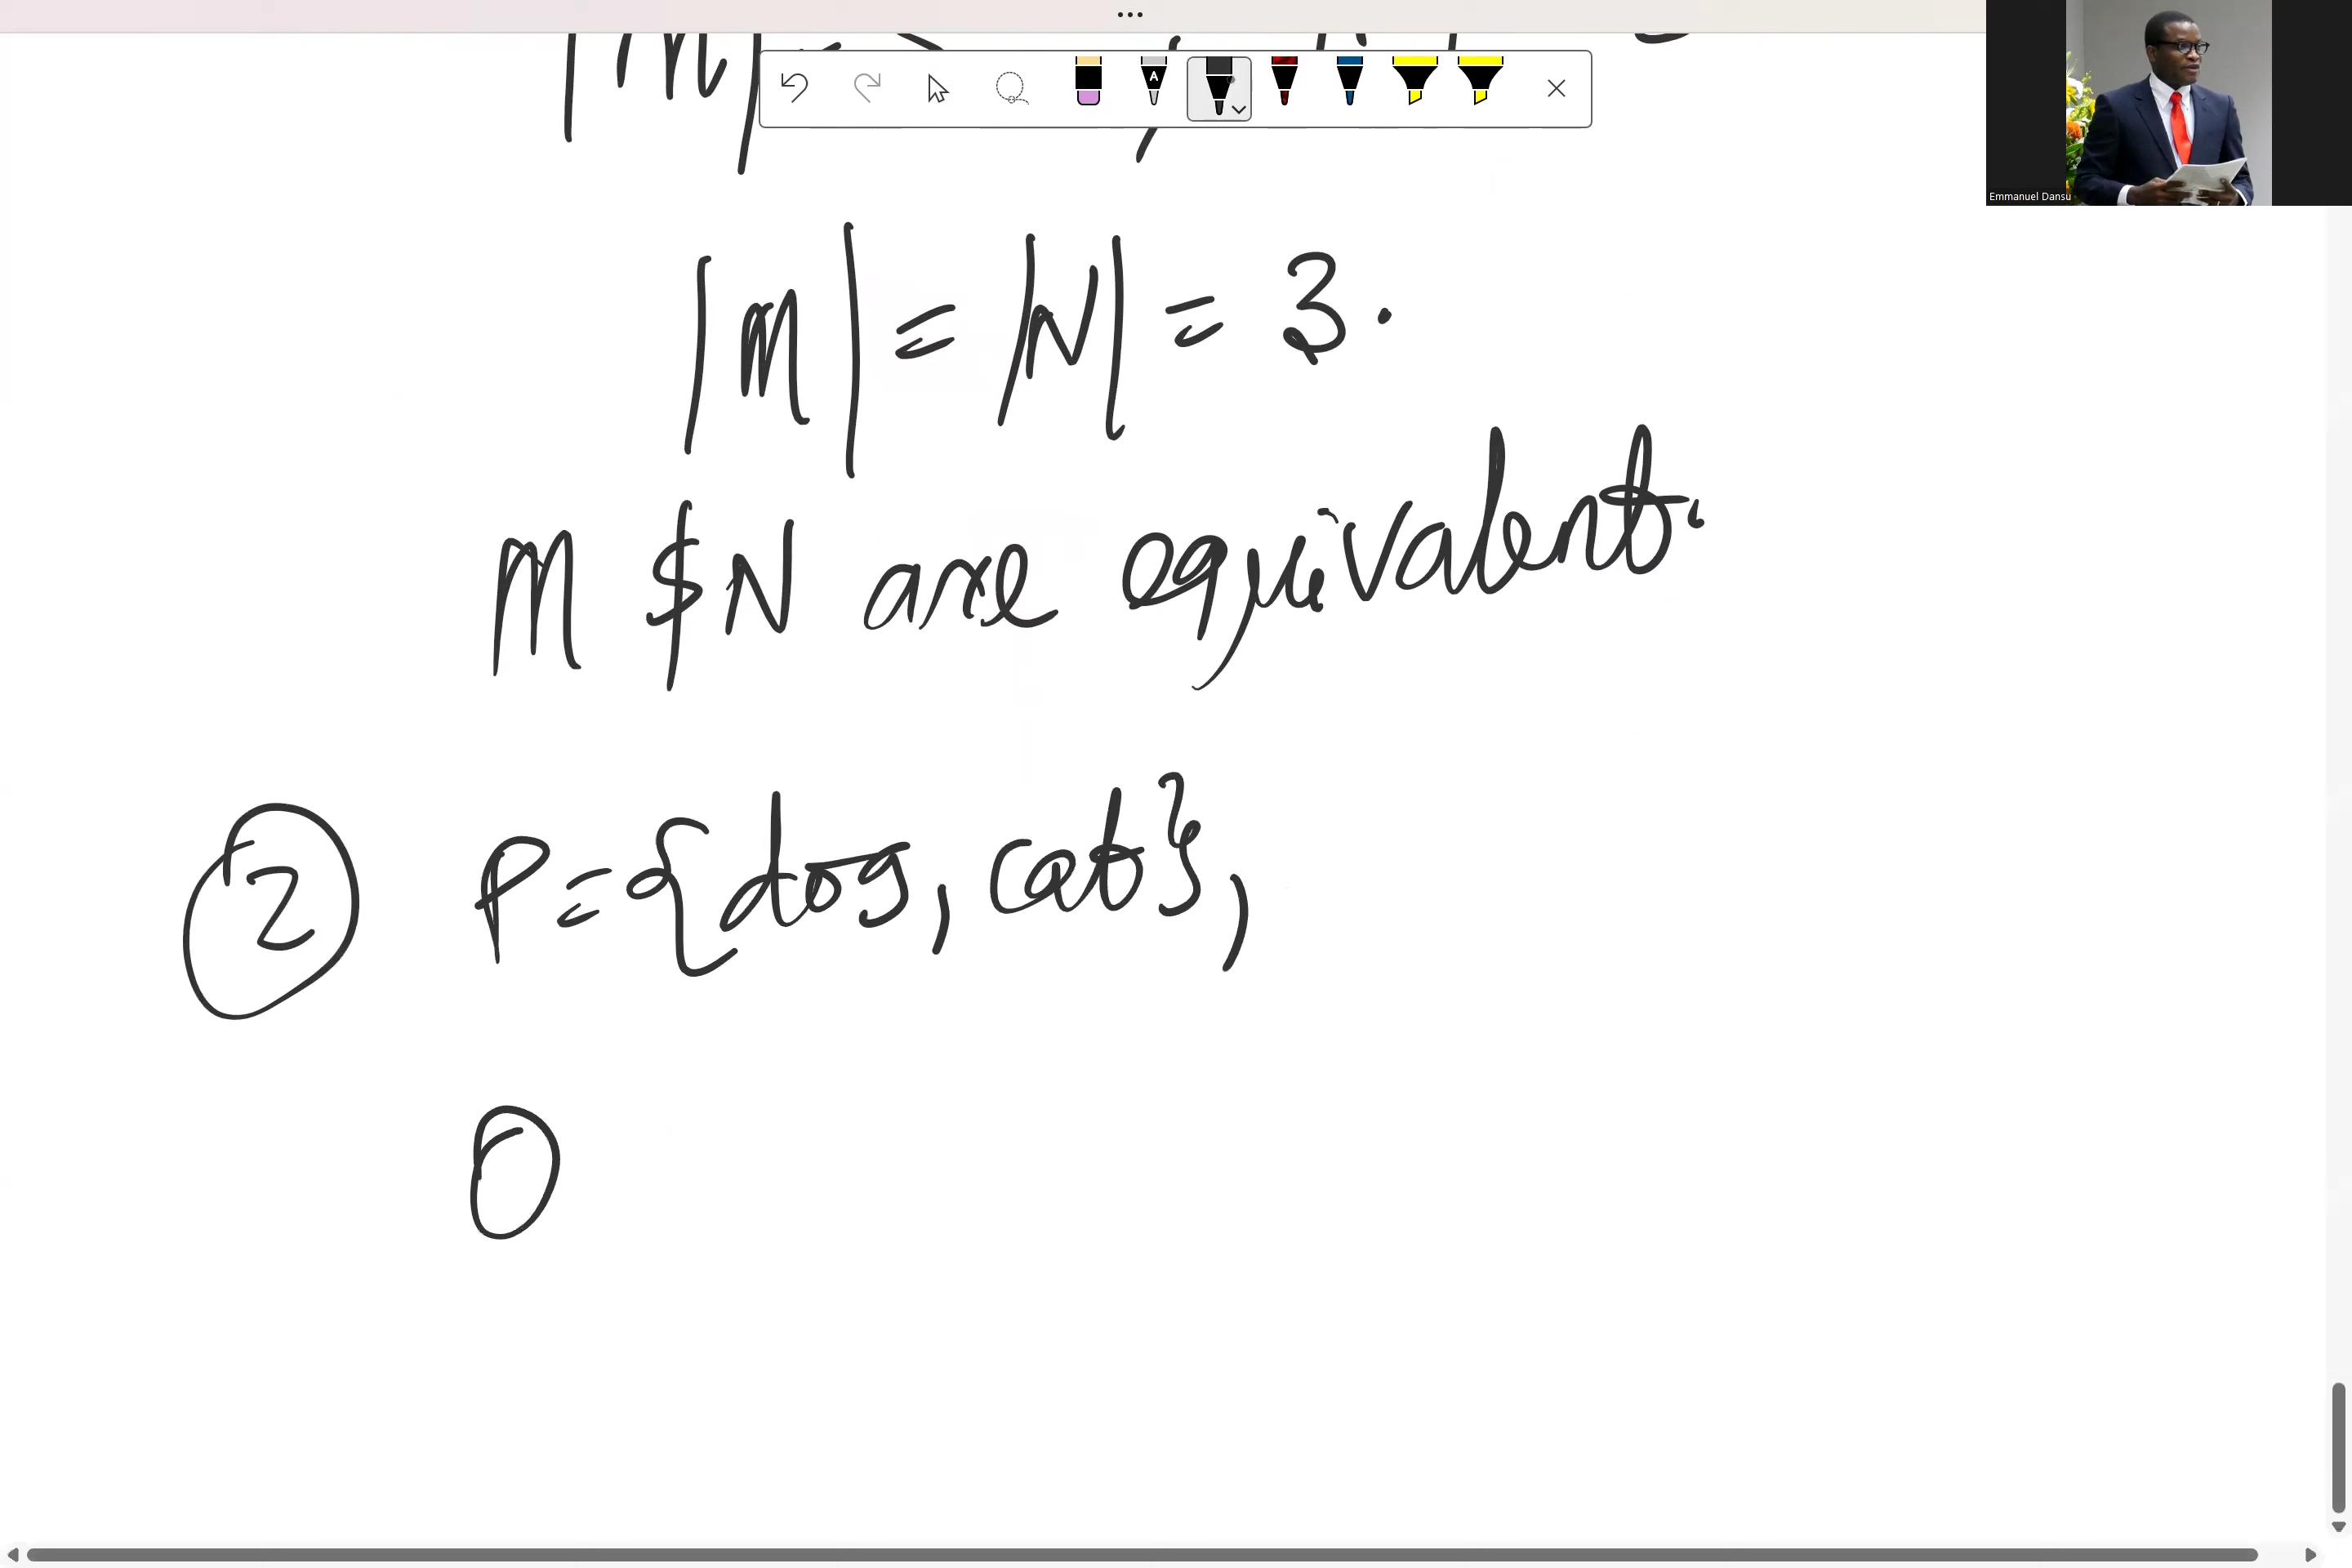 Emmanuel Dansu
|M| = |N| = 3.
M & N are equivalent.
2 P = {dog, cat},